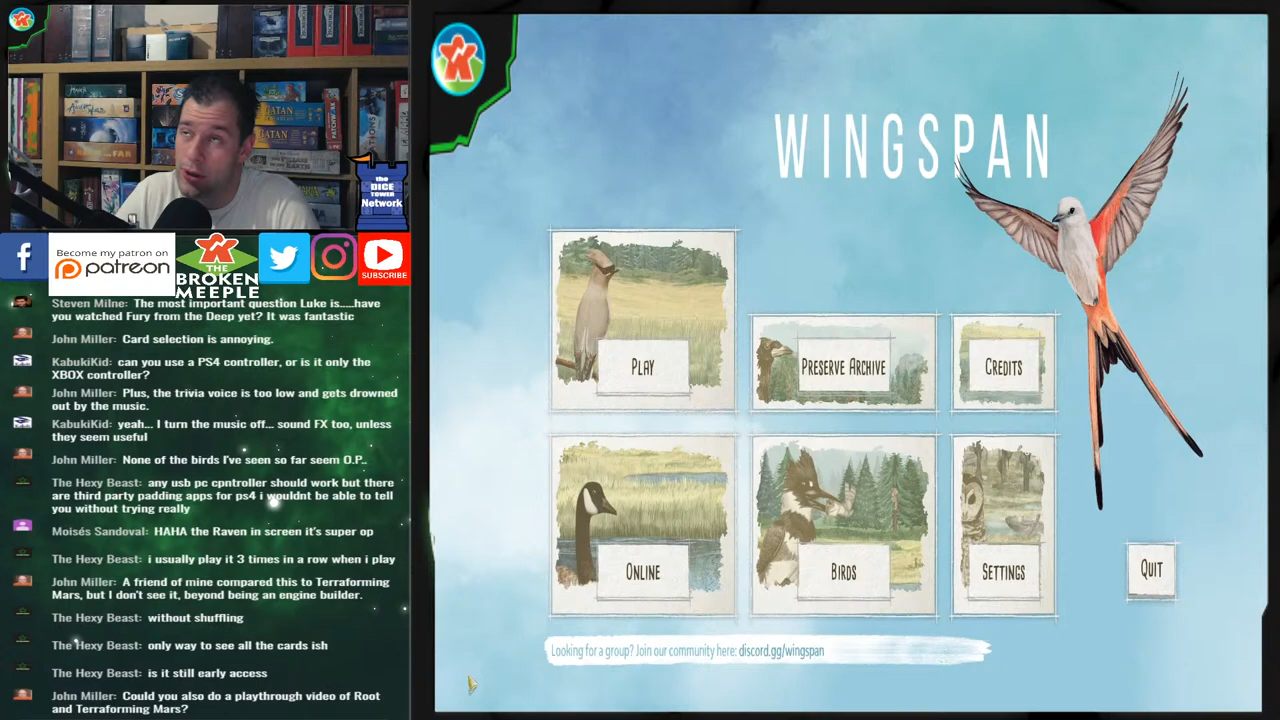 CATAN
the
DICE
TOWER
Network
Become my patron on
patreon
THE
BROKEN
MEEPLE
SUBSCRIBE
Steven Milne: The most important question Luke is.....have
you watched Fury from the Deep yet? It was fantastic
John Miller: Card selection is annoying.
KabukiKid: can you use a PS4 controller, or is it only the
XBOX controller?
John Miller: Plus, the trivia voice is too low and gets drowned
out by the music.
KabukiKid: yeah... I turn the music off... sound FX too, unless
they seem useful
John Miller: None of the birds I've seen so far seem O.P..
The Hexy Beast: any usb pc cpntroller should work but there
are third party padding apps for ps4 i wouldnt be able to tell
you without trying really
Moisés Sandoval: HAHA the Raven in screen it's super op
The Hexy Beast: i usually play it 3 times in a row when i play
John Miller: A friend of mine compared this to Terraforming
Mars, but I don't see it, beyond being an engine builder.
The Hexy Beast: without shuffling
The Hexy Beast: only way to see all the cards ish
The Hexy Beast: is it still early access
John Miller: Could you also do a playthrough video of Root
and Terraforming Mars?
WINGSPAN
PLAY
PRESERVE ARCHIVE
CREDITS
ONLINE
BIRDS
SETTINGS
QUIT
Looking for a group? Join our community here: discord.gg/wingspan